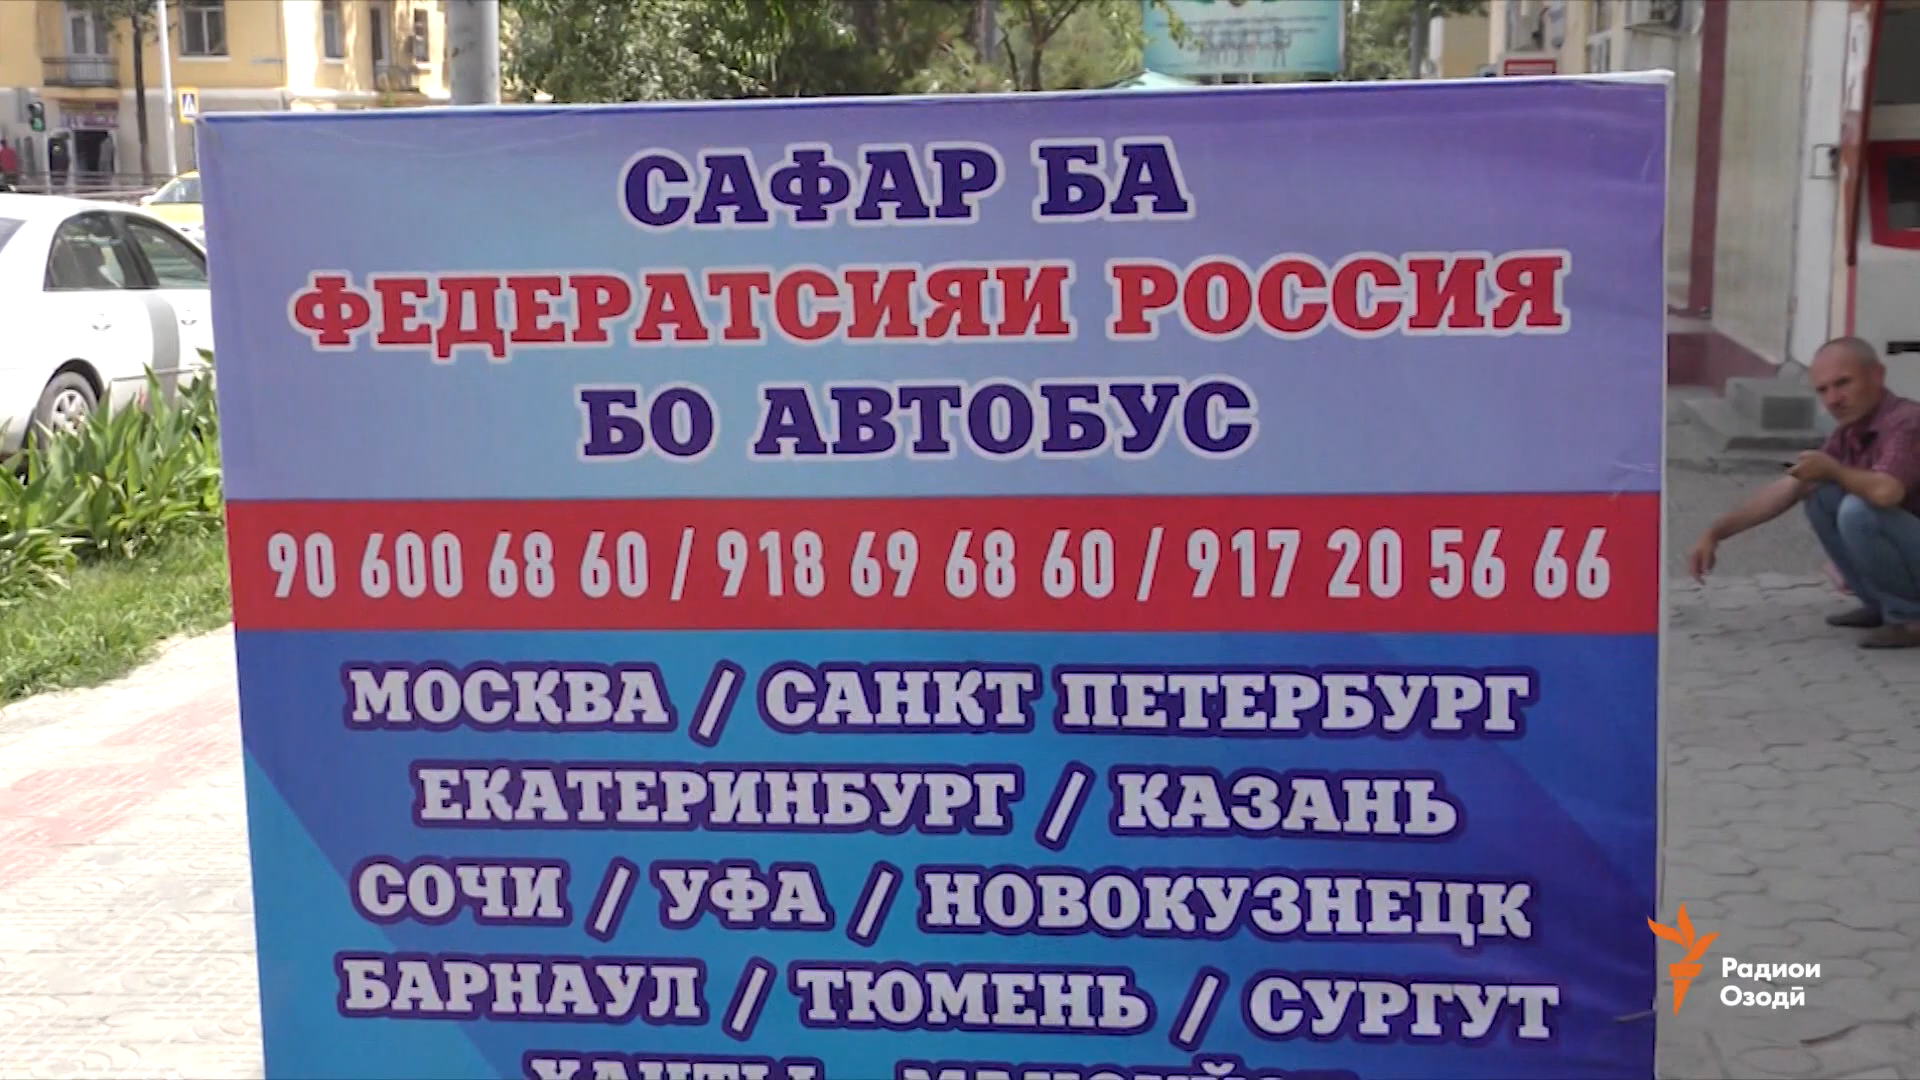 САФАР БА
ФЕДЕРАТСИЯИ РОССИЯ
БО АВТОБУС
90 600 68 60 / 918 69 68 60 / 917 20 56 66
МОСКВА / САНКТ ПЕТЕРБУРГ
ЕКАТЕРИНБУРГ / КАЗАНЬ
СОЧИ / УФА / НОВОКУЗНЕЦК
БАРНАУЛ / ТЮМЕНЬ / СУРГУТ
Радиои
Озодӣ